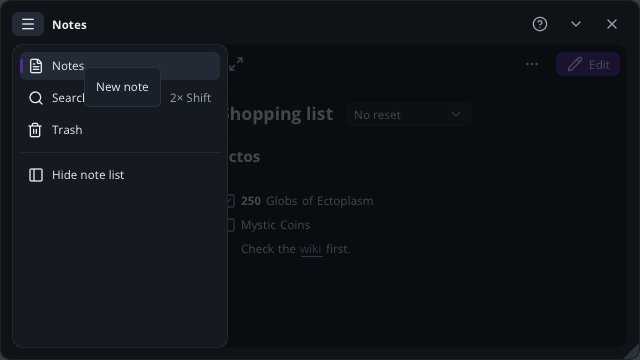 Notes
Notes
New note
Search 2× Shift
Trash
Hide note list
Edit
Shopping list No reset
ctos
250 Globs of Ectoplasm
Mystic Coins
Check the wiki first.